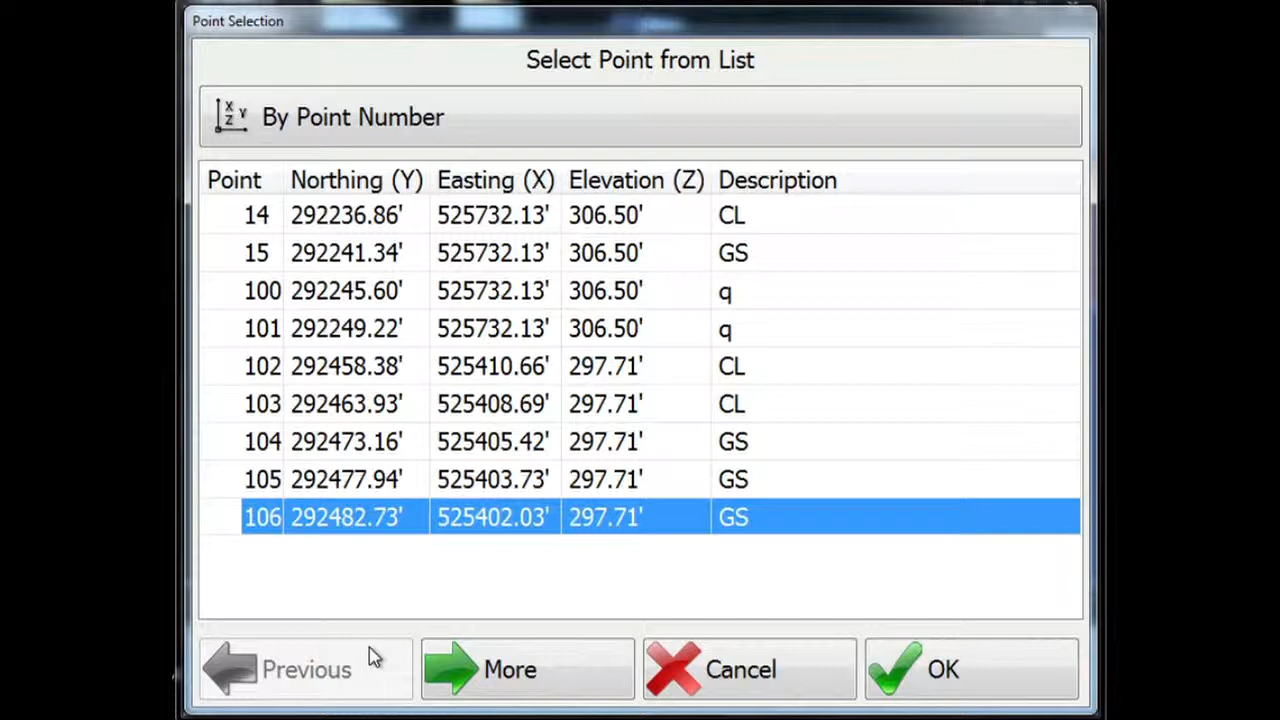 Point Selection
Select Point from List
X Y Z By Point Number
Point Northing (Y) Easting (X) Elevation (Z) Description
14 292236.86' 525732.13' 306.50' CL
15 292241.34' 525732.13' 306.50' GS
100 292245.60' 525732.13' 306.50' q
101 292249.22' 525732.13' 306.50' q
102 292458.38' 525410.66' 297.71' CL
103 292463.93' 525408.69' 297.71' CL
104 292473.16' 525405.42' 297.71' GS
105 292477.94' 525403.73' 297.71' GS
106 292482.73' 525402.03' 297.71' GS
Previous More Cancel OK